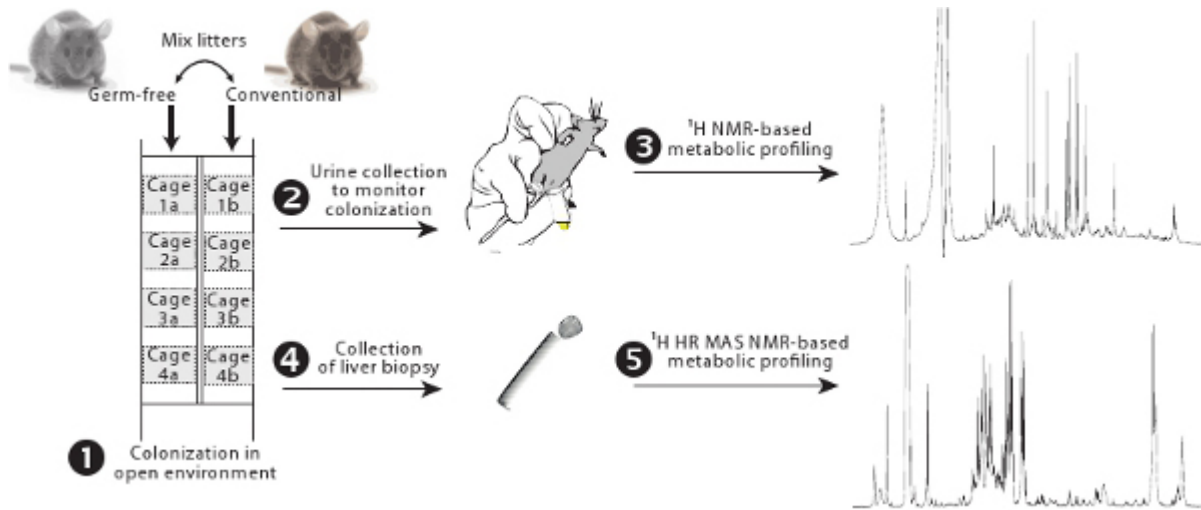 Mix litters
Germ-free
Conventional
Cage
1a
Cage
1b
Cage
2a
Cage
2b
Cage
3a
Cage
3b
Cage
4a
Cage
4b
1
Colonization in
open environment
2
Urine collection
to monitor
colonization
3
¹H NMR-based
metabolic profiling
4
Collection
of liver biopsy
5
¹H HR MAS NMR-based
metabolic profiling